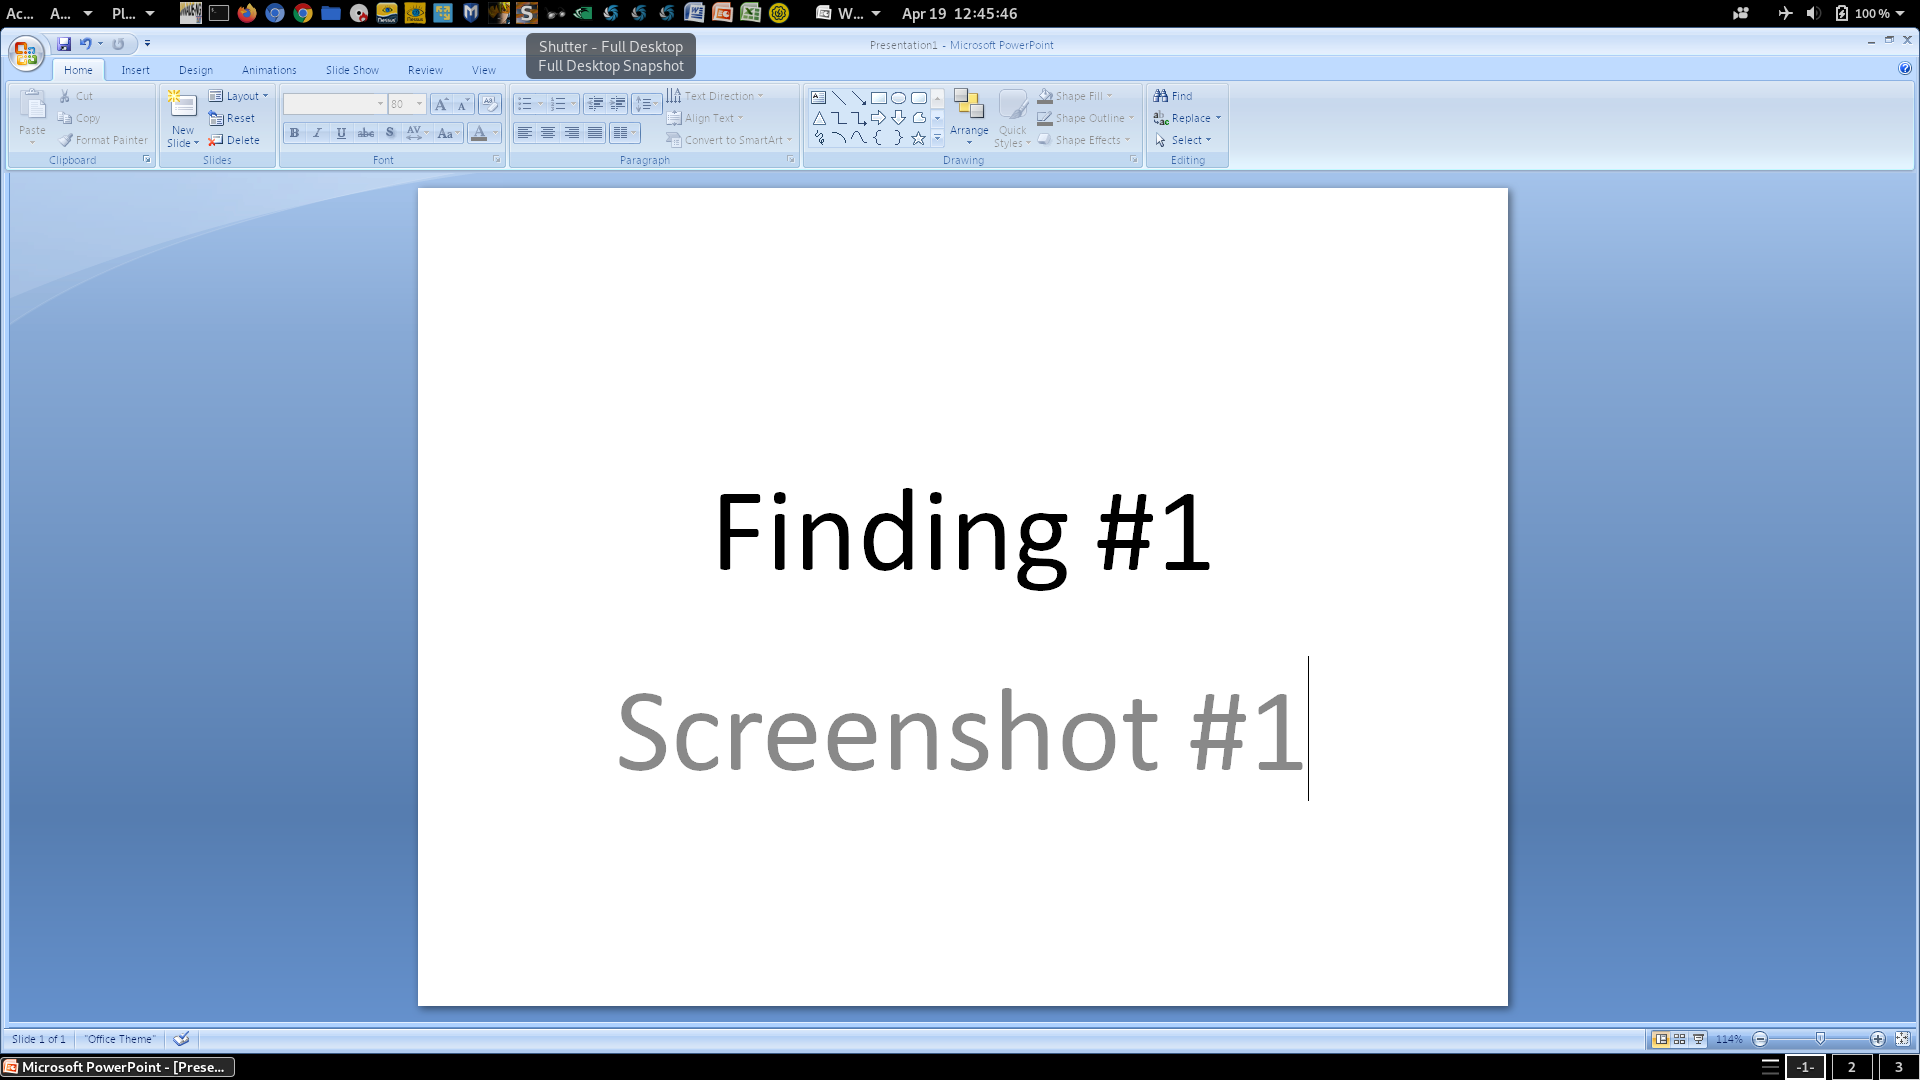 Ac... A... Pl... W... Apr 19 12:45:46 100 %
Shutter - Full Desktop
Full Desktop Snapshot
Presentation1 - Microsoft PowerPoint
Home Insert Design Animations Slide Show Review View
Paste
Cut
Copy
Format Painter
Clipboard
New
Slide
Layout
Reset
Delete
Slides
80
B I U abc S AV Aa A
Font
Text Direction
Align Text
Convert to SmartArt
Paragraph
Arrange
Quick
Styles
Shape Fill
Shape Outline
Shape Effects
Drawing
Find
Replace
Select
Editing
Finding #1
Screenshot #1
Slide 1 of 1 "Office Theme" 114%
Microsoft PowerPoint - [Prese... -1- 2 3